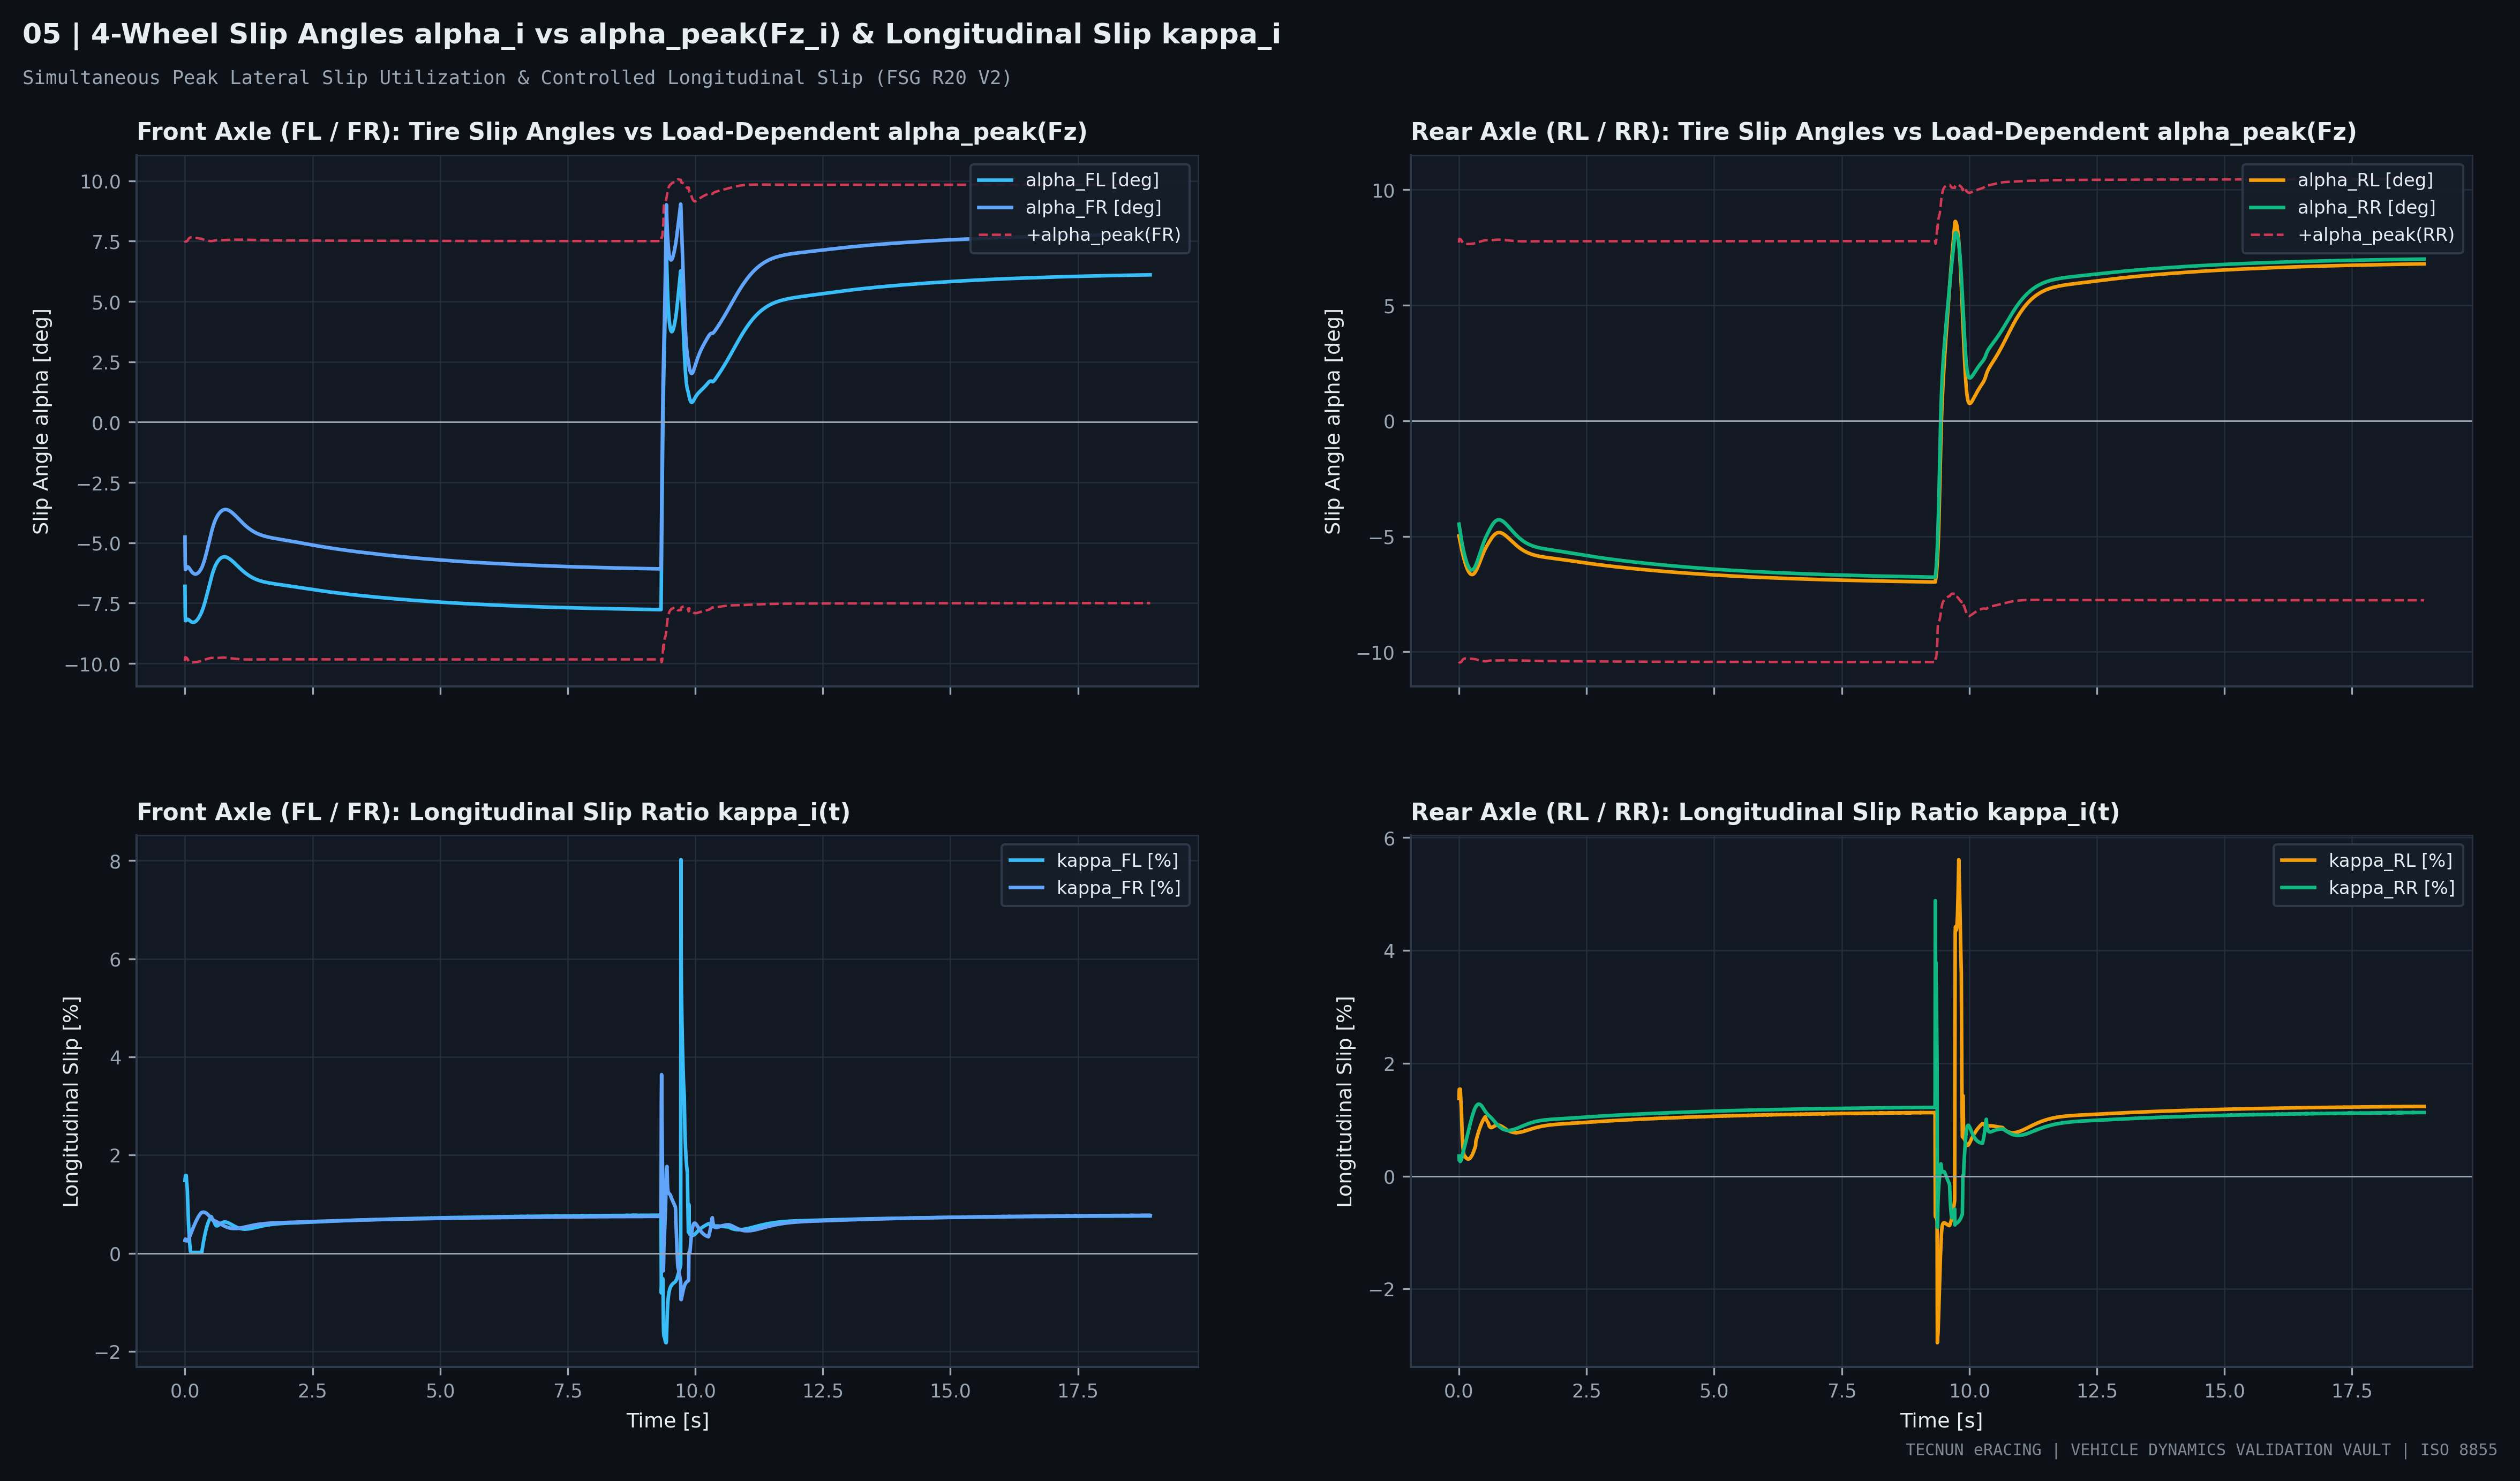 05 | 4-Wheel Slip Angles alpha_i vs alpha_peak(Fz_i) & Longitudinal Slip kappa_i
Simultaneous Peak Lateral Slip Utilization & Controlled Longitudinal Slip (FSG R20 V2)
Front Axle (FL / FR): Tire Slip Angles vs Load-Dependent alpha_peak(Fz)
Slip Angle alpha [deg]
10.0
7.5
5.0
2.5
0.0
−2.5
−5.0
−7.5
−10.0
alpha_FL [deg]
alpha_FR [deg]
+alpha_peak(FR)
Rear Axle (RL / RR): Tire Slip Angles vs Load-Dependent alpha_peak(Fz)
Slip Angle alpha [deg]
10
5
0
−5
−10
alpha_RL [deg]
alpha_RR [deg]
+alpha_peak(RR)
Front Axle (FL / FR): Longitudinal Slip Ratio kappa_i(t)
Longitudinal Slip [%]
8
6
4
2
0
−2
kappa_FL [%]
kappa_FR [%]
0.0 2.5 5.0 7.5 10.0 12.5 15.0 17.5
Time [s]
Rear Axle (RL / RR): Longitudinal Slip Ratio kappa_i(t)
Longitudinal Slip [%]
6
4
2
0
−2
kappa_RL [%]
kappa_RR [%]
0.0 2.5 5.0 7.5 10.0 12.5 15.0 17.5
Time [s]
TECNUN eRACING | VEHICLE DYNAMICS VALIDATION VAULT | ISO 8855